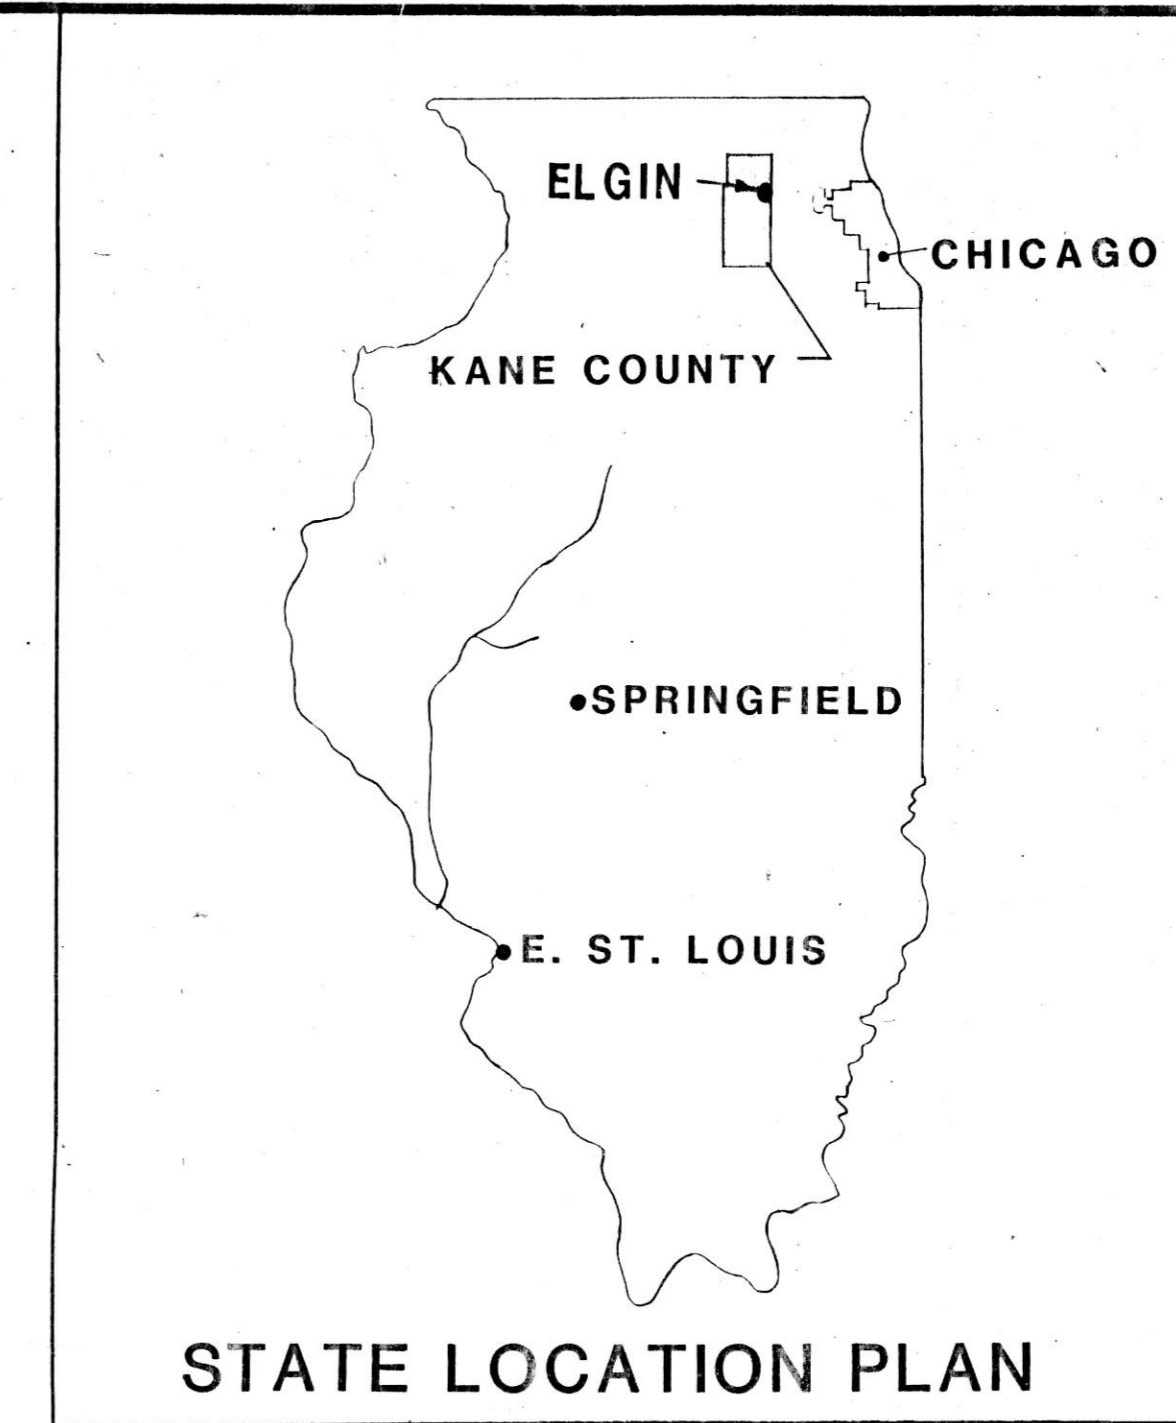 ELGIN
CHICAGO
KANE COUNTY
SPRINGFIELD
E. ST. LOUIS
STATE LOCATION PLAN